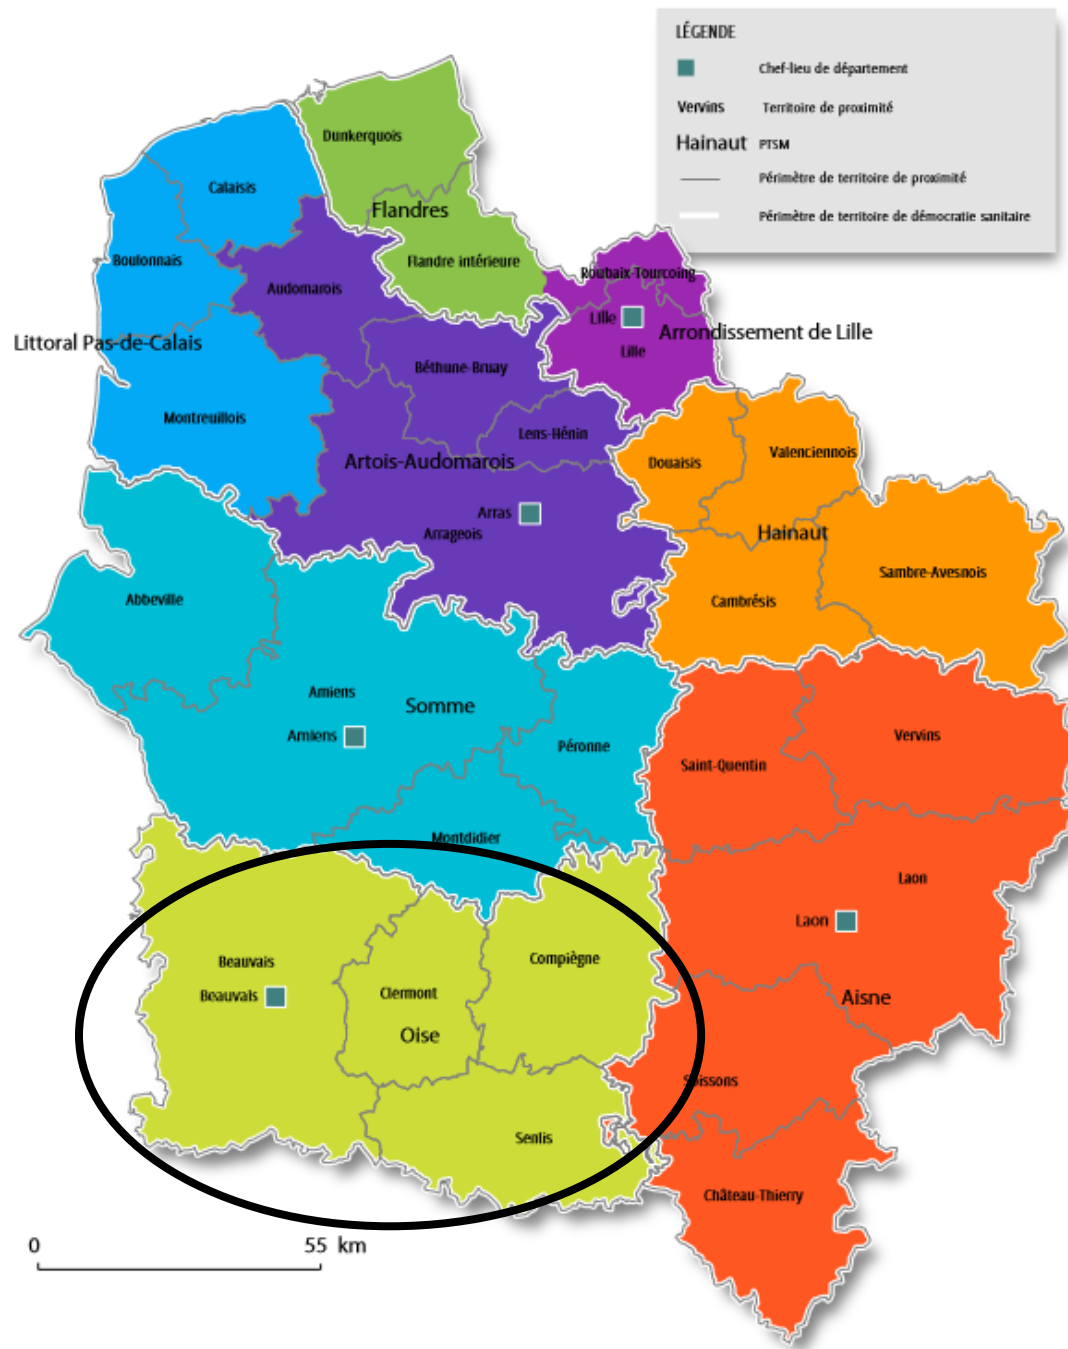 LÉGENDE
Chef-lieu de département
Vervins Territoire de proximité
Hainaut PTSM
Périmètre de territoire de proximité
Périmètre de territoire de démocratie sanitaire
Dunkerquois
Calaisis
Flandres
Boulonnais
Flandre intérieure
Audomarois
Roubaix-Tourcoing
Lille
Arrondissement de Lille
Littoral Pas-de-Calais
Lille
Béthune-Bruay
Montreuillois
Lens-Hénin
Artois-Audomarois
Douaisis
Valenciennois
Arras
Arrageois
Hainaut
Sambre-Avesnois
Abbeville
Cambrésis
Amiens
Somme
Amiens
Péronne
Vervins
Saint-Quentin
Montdidier
Laon
Laon
Beauvais
Compiègne
Beauvais
Clermont
Aisne
Oise
Soissons
Senlis
Château-Thierry
0 55 km